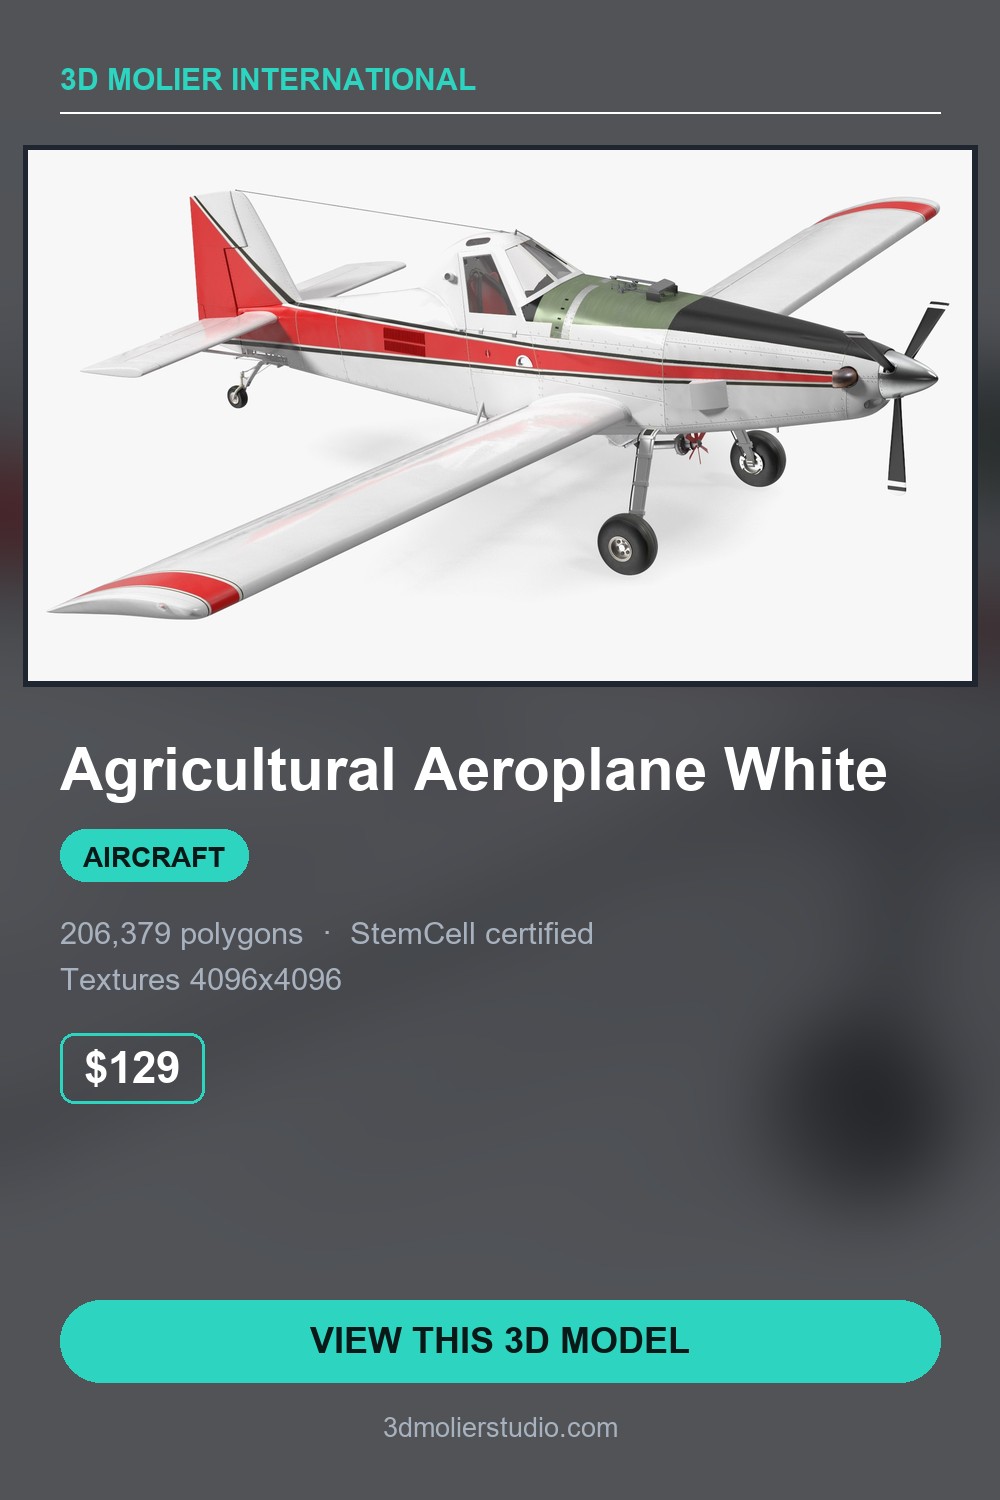 3D MOLIER INTERNATIONAL
Agricultural Aeroplane White
AIRCRAFT
206,379 polygons · StemCell certified
Textures 4096x4096
$129
VIEW THIS 3D MODEL
3dmolierstudio.com